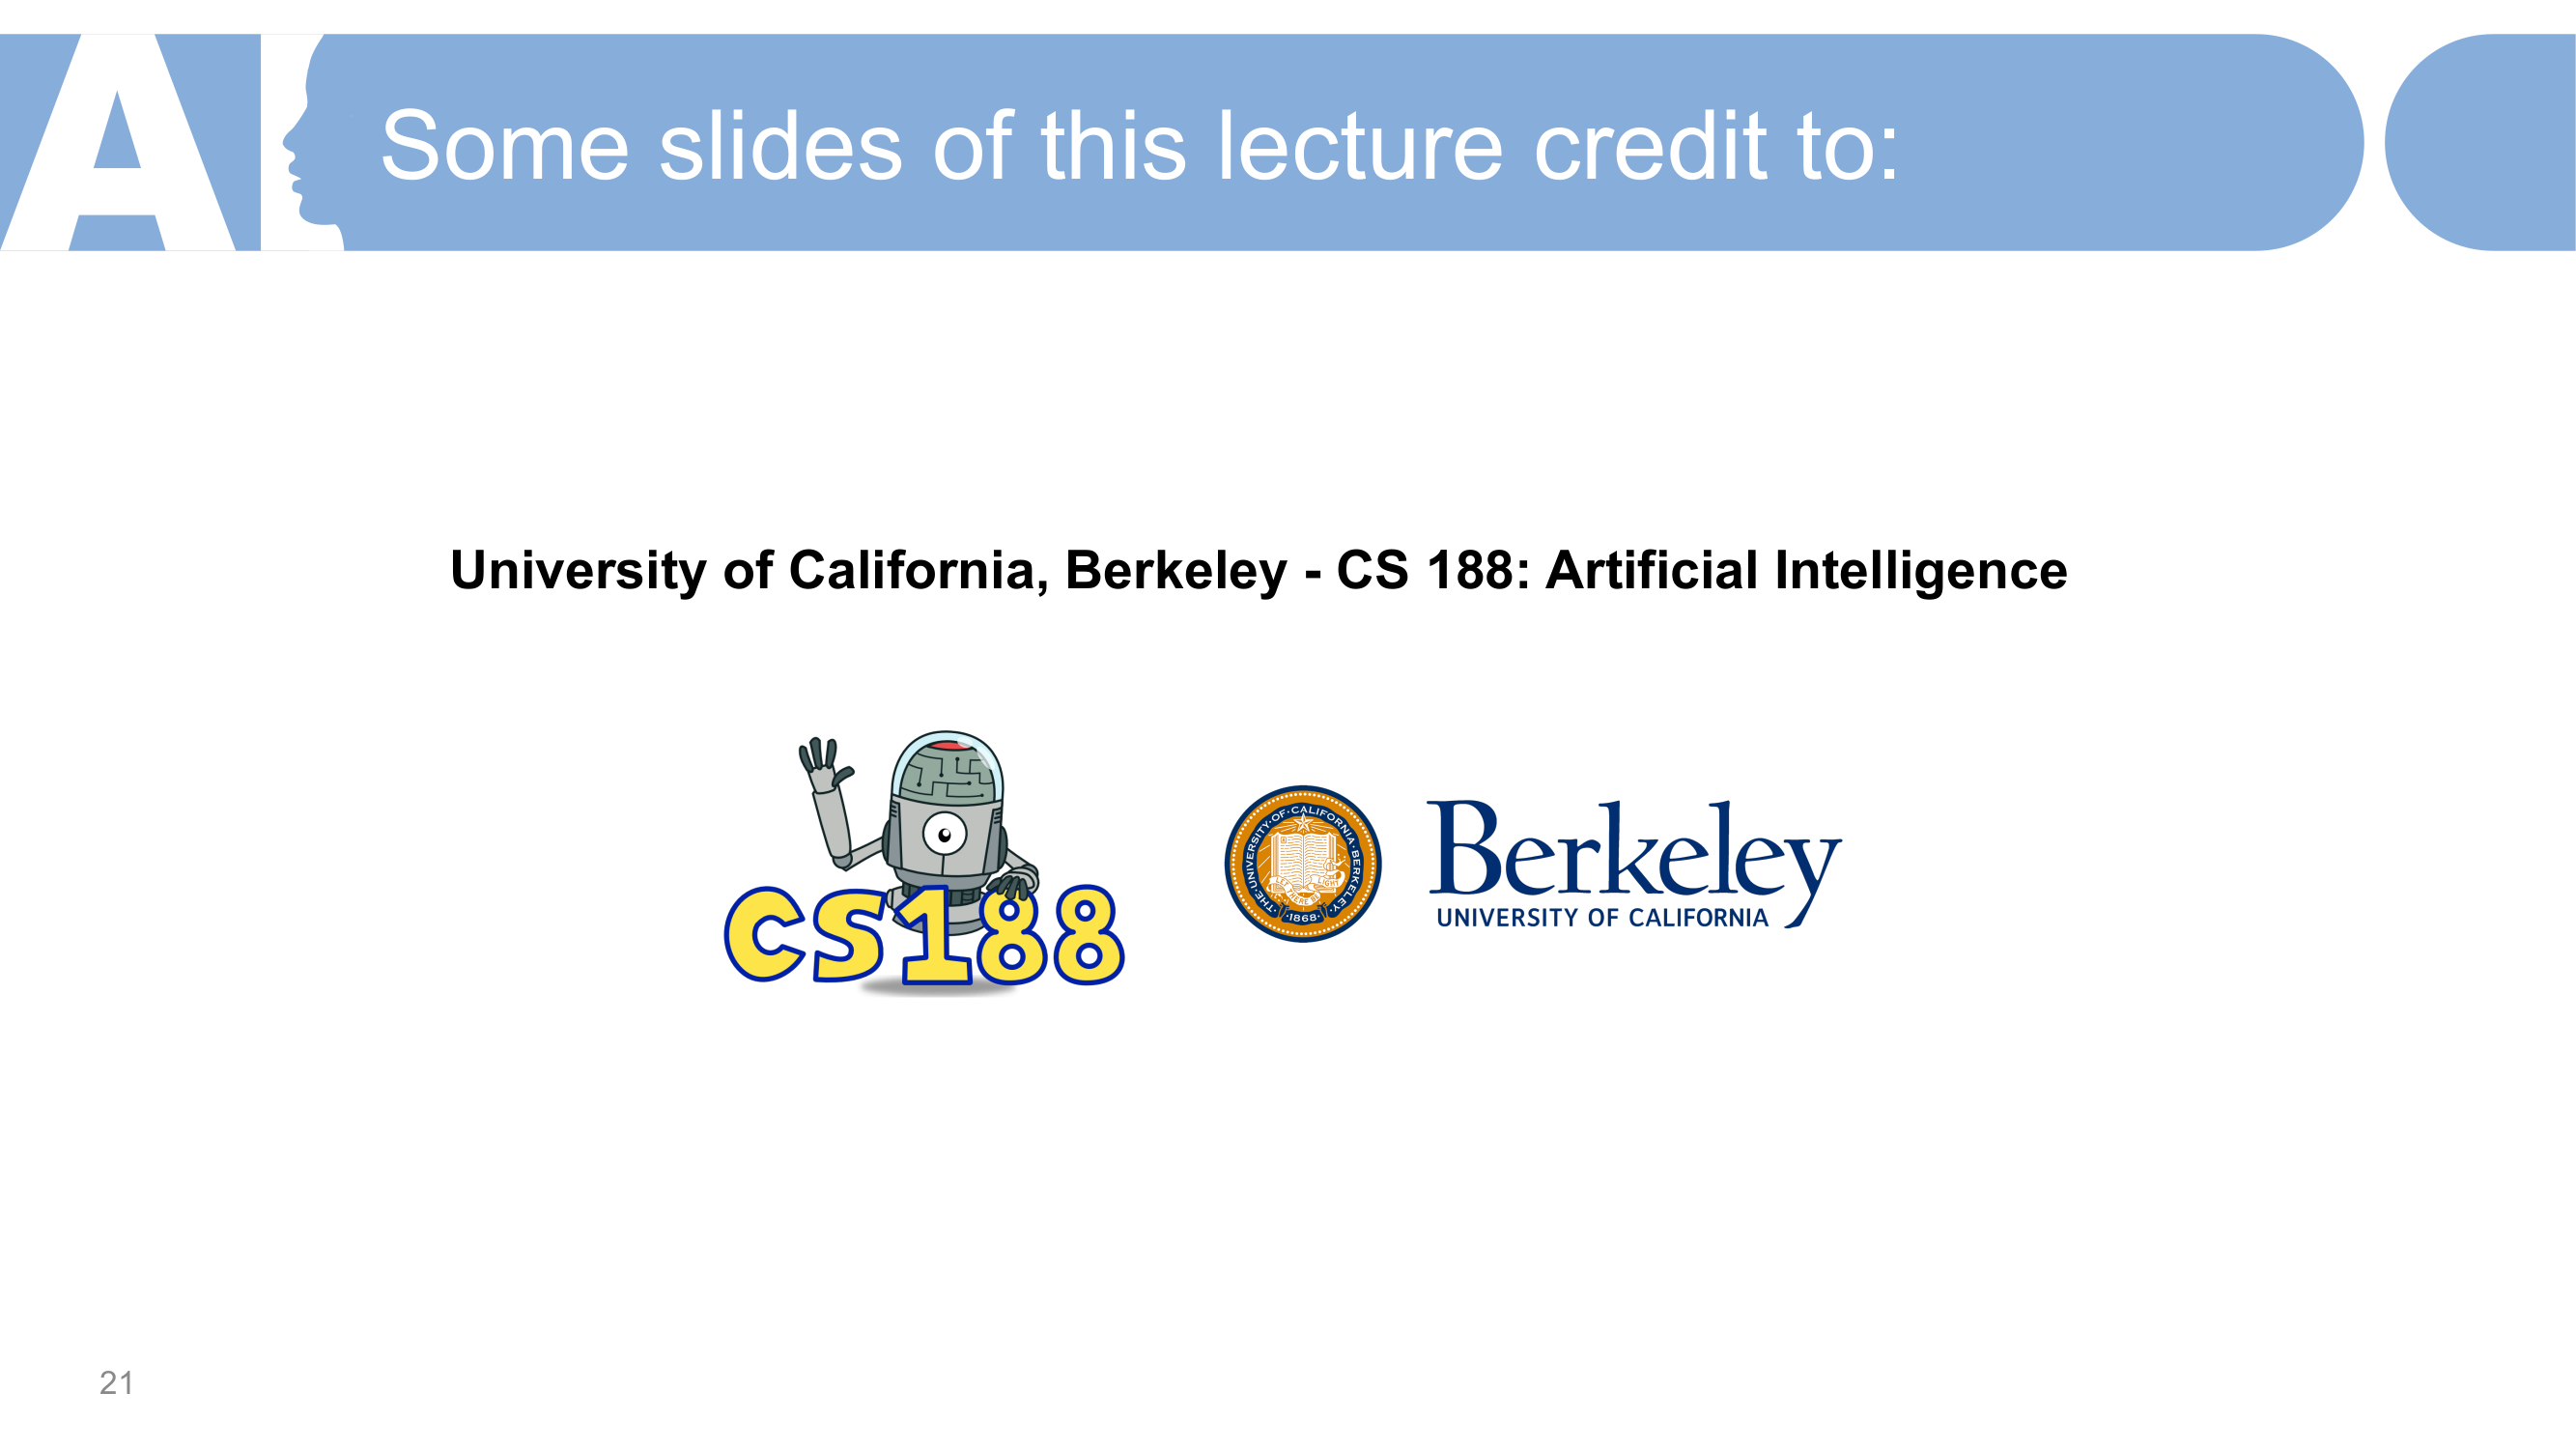 AI
Some slides of this lecture credit to:
University of California, Berkeley - CS 188: Artificial Intelligence
CS188
THE·UNIVERSITY·OF·CALIFORNIA·BERKELEY
LET THERE BE LIGHT
·1868·
Berkeley
UNIVERSITY OF CALIFORNIA
21